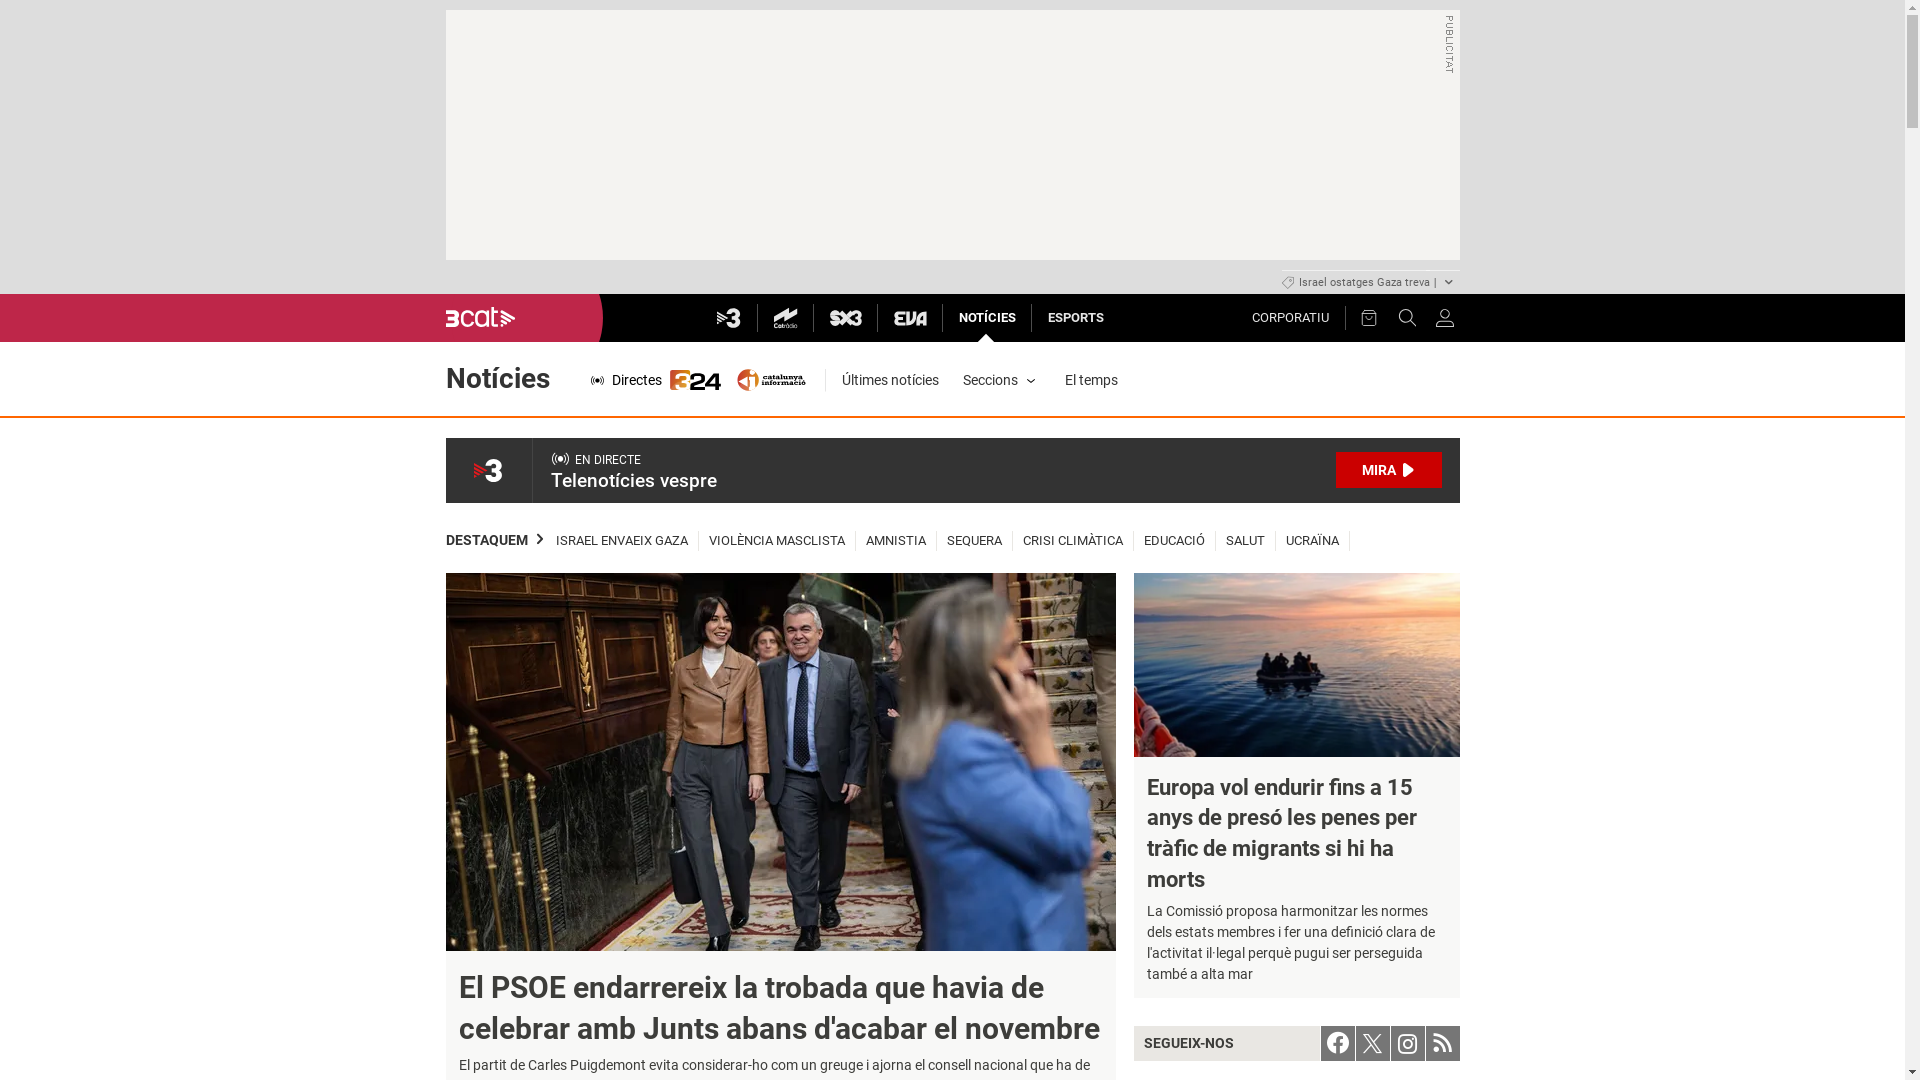 PUBLICITAT
Israel ostatges Gaza treva |
3cat
3
Catràdio
SX3
EVA
NOTÍCIES
ESPORTS
CORPORATIU
Notícies
Directes
324
catalunya
informació
Últimes notícies
Seccions
El temps
3
EN DIRECTE
Telenotícies vespre
MIRA
DESTAQUEM
ISRAEL ENVAEIX GAZA
VIOLÈNCIA MASCLISTA
AMNISTIA
SEQUERA
CRISI CLIMÀTICA
EDUCACIÓ
SALUT
UCRAÏNA
El PSOE endarrereix la trobada que havia de
celebrar amb Junts abans d'acabar el novembre
El partit de Carles Puigdemont evita considerar-ho com un greuge i ajorna el consell nacional que ha de
Europa vol endurir fins a 15
anys de presó les penes per
tràfic de migrants si hi ha
morts
La Comissió proposa harmonitzar les normes
dels estats membres i fer una definició clara de
l'activitat il·legal perquè pugui ser perseguida
també a alta mar
SEGUEIX-NOS